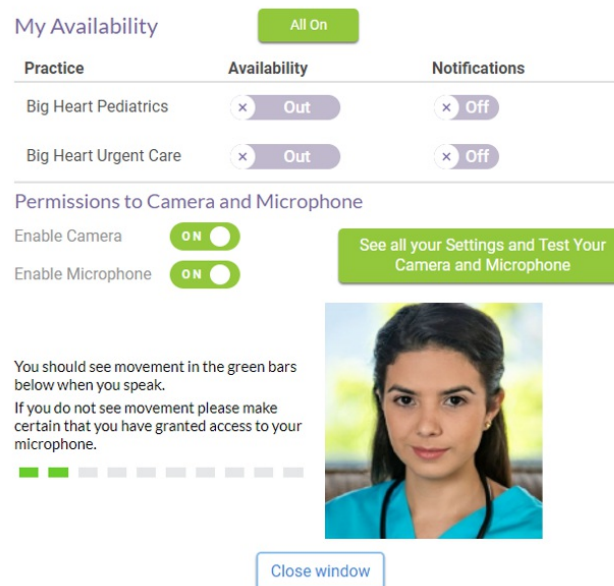 My Availability
All On
Practice Availability Notifications
Big Heart Pediatrics × Out × Off
Big Heart Urgent Care × Out × Off
Permissions to Camera and Microphone
Enable Camera ON
Enable Microphone ON
See all your Settings and Test Your
Camera and Microphone
You should see movement in the green bars
below when you speak.
If you do not see movement please make
certain that you have granted access to your
microphone.
Close window